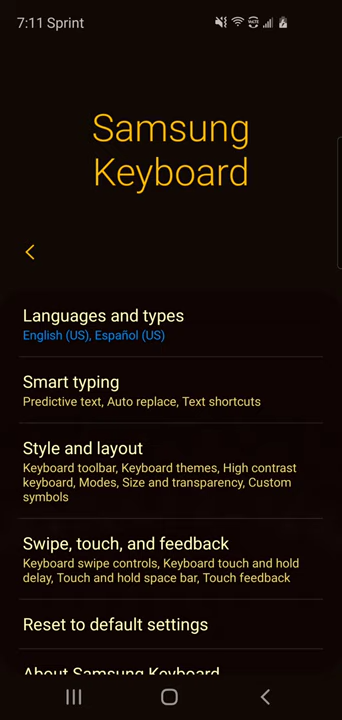 7:11 Sprint
Samsung
Keyboard
Languages and types
English (US), Español (US)
Smart typing
Predictive text, Auto replace, Text shortcuts
Style and layout
Keyboard toolbar, Keyboard themes, High contrast
keyboard, Modes, Size and transparency, Custom
symbols
Swipe, touch, and feedback
Keyboard swipe controls, Keyboard touch and hold
delay, Touch and hold space bar, Touch feedback
Reset to default settings
About Samsung Keyboard